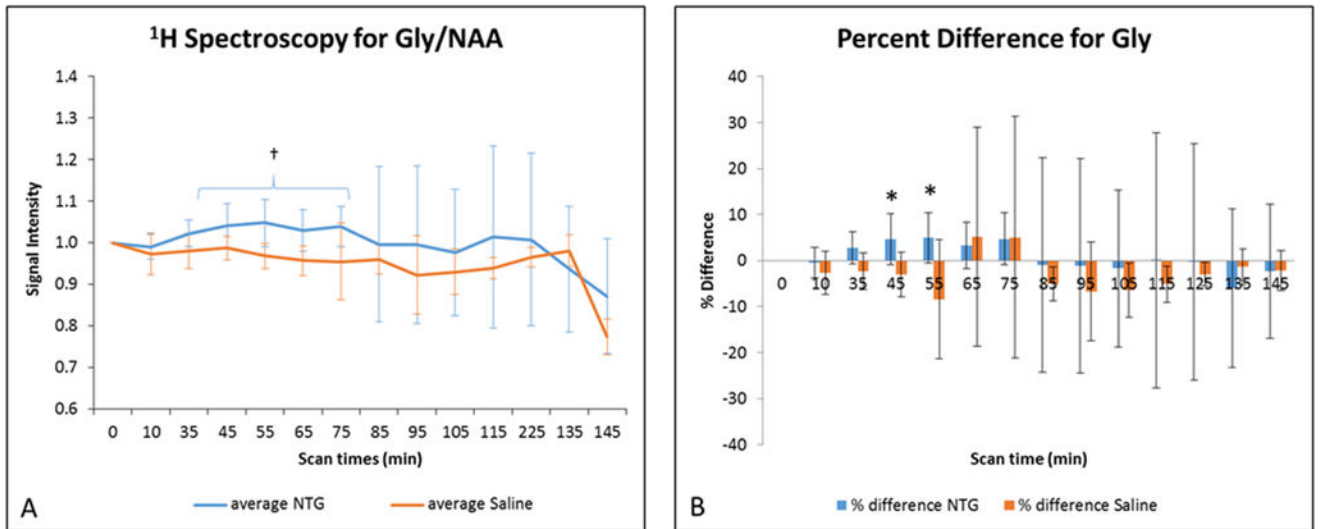 ¹H Spectroscopy for Gly/NAA
1.4
1.3
1.2
1.1
1.0
0.9
0.8
0.7
0.6
Signal Intensity
†
0 10 35 45 55 65 75 85 95 105 115 225 135 145
Scan times (min)
average NTG average Saline
A
Percent Difference for Gly
40
30
20
10
0
-10
-20
-30
-40
% Difference
* *
0 10 35 45 55 65 75 85 95 105 115 125 135 145
Scan time (min)
% difference NTG % difference Saline
B